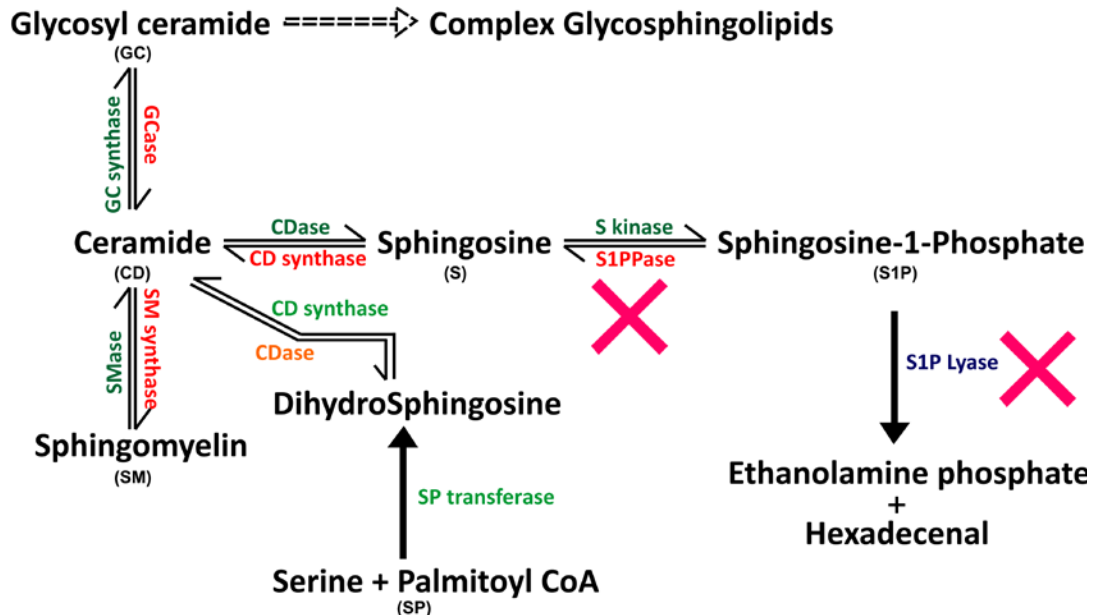 Glycosyl ceramide
(GC)
Complex Glycosphingolipids
GC synthase
GCase
Ceramide
(CD)
CDase
CD synthase
Sphingosine
(S)
S kinase
S1PPase
Sphingosine-1-Phosphate
(S1P)
SMase
SM synthase
CD synthase
CDase
S1P Lyase
DihydroSphingosine
Sphingomyelin
(SM)
Ethanolamine phosphate
+
Hexadecenal
SP transferase
Serine + Palmitoyl CoA
(SP)